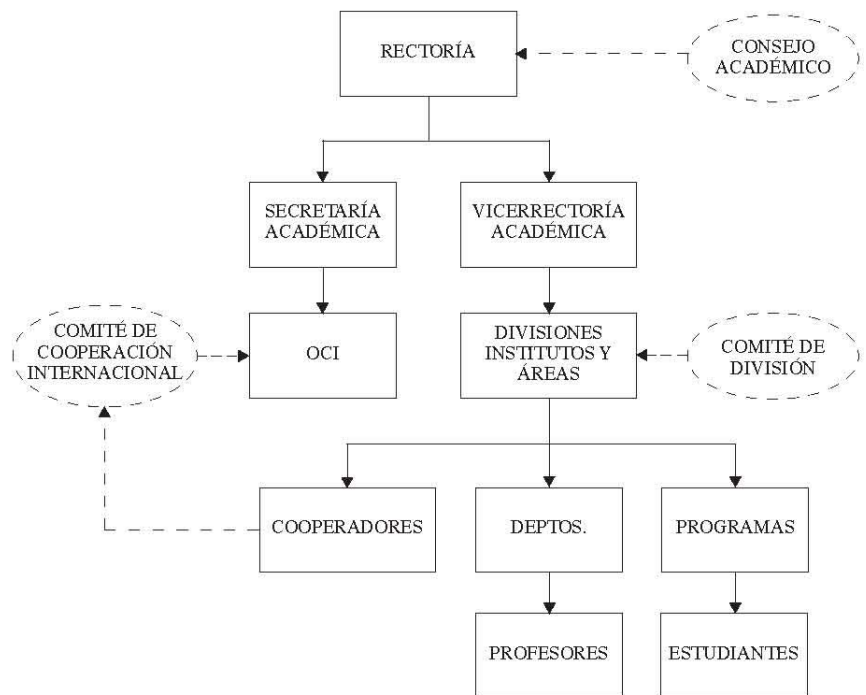 RECTORÍA
CONSEJO
ACADÉMICO
SECRETARÍA
ACADÉMICA
VICERRECTORÍA
ACADÉMICA
COMITÉ DE
COOPERACIÓN
INTERNACIONAL
OCI
DIVISIONES
INSTITUTOS Y
ÁREAS
COMITÉ DE
DIVISIÓN
COOPERADORES
DEPTOS.
PROGRAMAS
PROFESORES
ESTUDIANTES